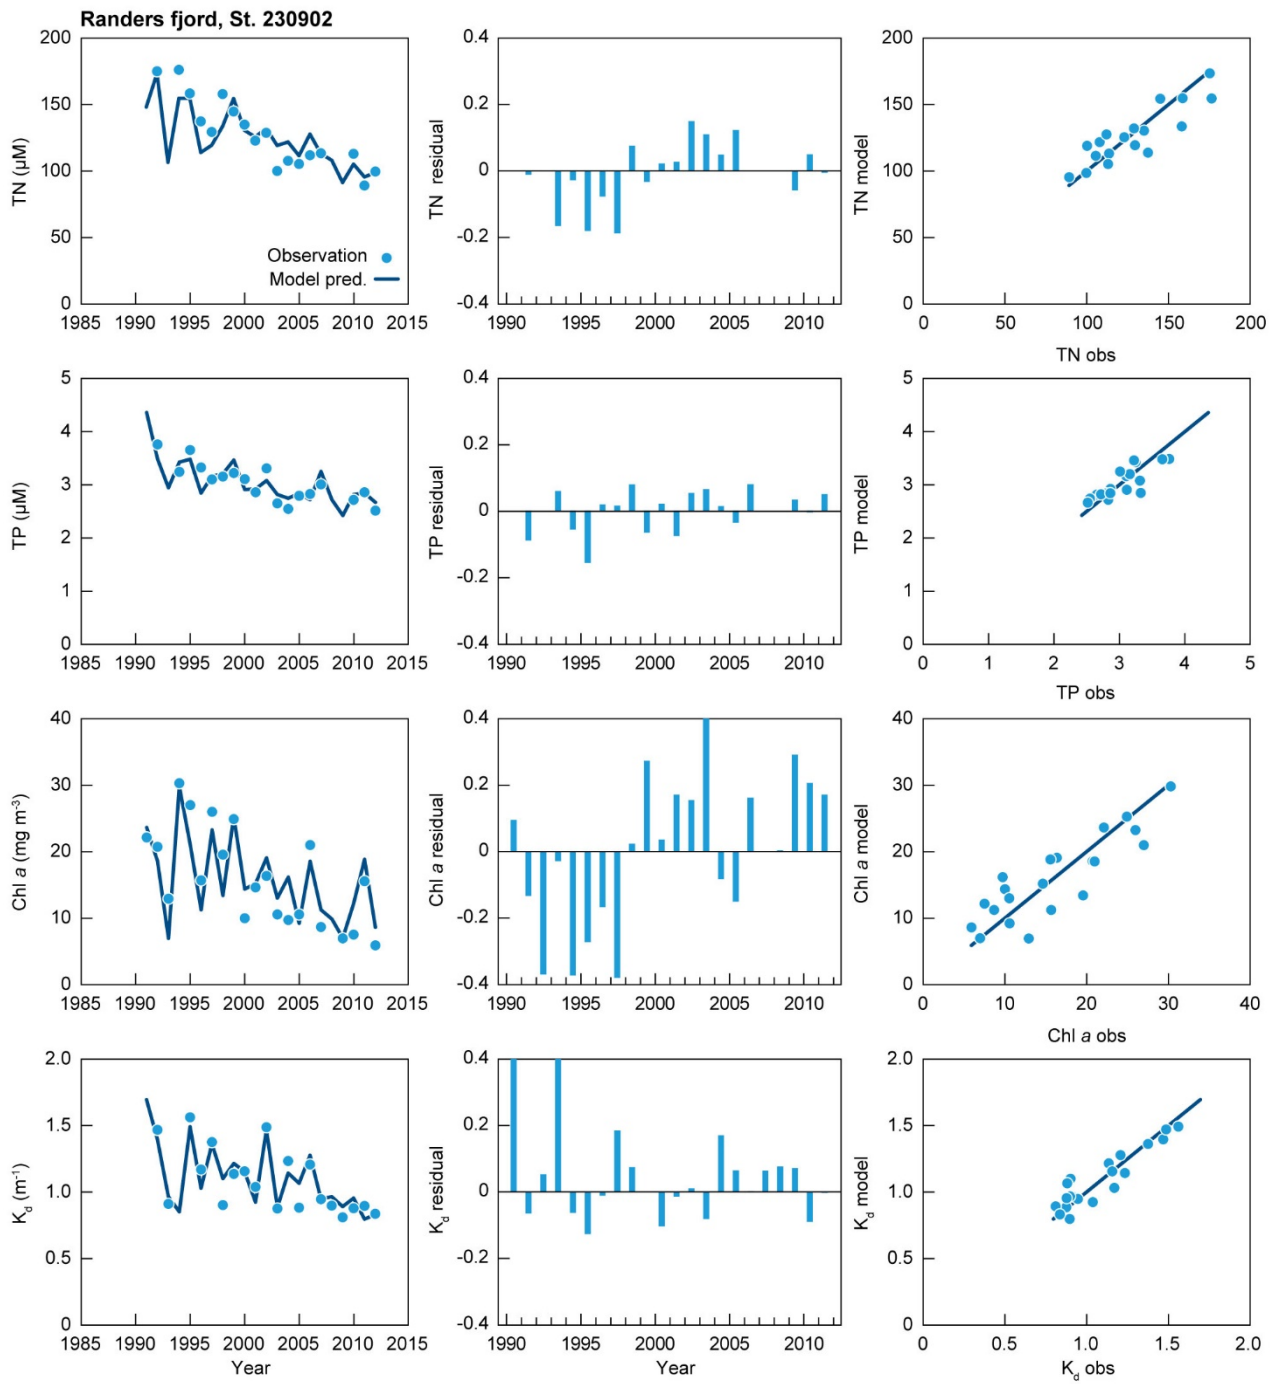 Randers fjord, St. 230902
200
150
100
50
0
TN (µM)
Observation
Model pred.
1985 1990 1995 2000 2005 2010 2015
0.4
0.2
0
-0.2
-0.4
TN residual
1990 1995 2000 2005 2010
200
150
100
50
0
TN model
0 50 100 150 200
TN obs
5
4
3
2
1
0
TP (µM)
1985 1990 1995 2000 2005 2010 2015
0.4
0.2
0
-0.2
-0.4
TP residual
1990 1995 2000 2005 2010
5
4
3
2
1
0
TP model
0 1 2 3 4 5
TP obs
40
30
20
10
0
Chl a (mg m⁻³)
1985 1990 1995 2000 2005 2010 2015
0.4
0.2
0
-0.2
-0.4
Chl a residual
1990 1995 2000 2005 2010
40
30
20
10
0
Chl a model
0 10 20 30 40
Chl a obs
2.0
1.5
1.0
0.5
0
K_d (m⁻¹)
1985 1990 1995 2000 2005 2010 2015
Year
0.4
0.2
0
-0.2
-0.4
K_d residual
1990 1995 2000 2005 2010
Year
2.0
1.5
1.0
0.5
0
K_d model
0 0.5 1.0 1.5 2.0
K_d obs